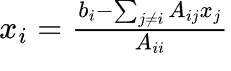 $x_i = \frac{b_i - \sum_{j \neq i} A_{ij} x_j}{A_{ii}}$